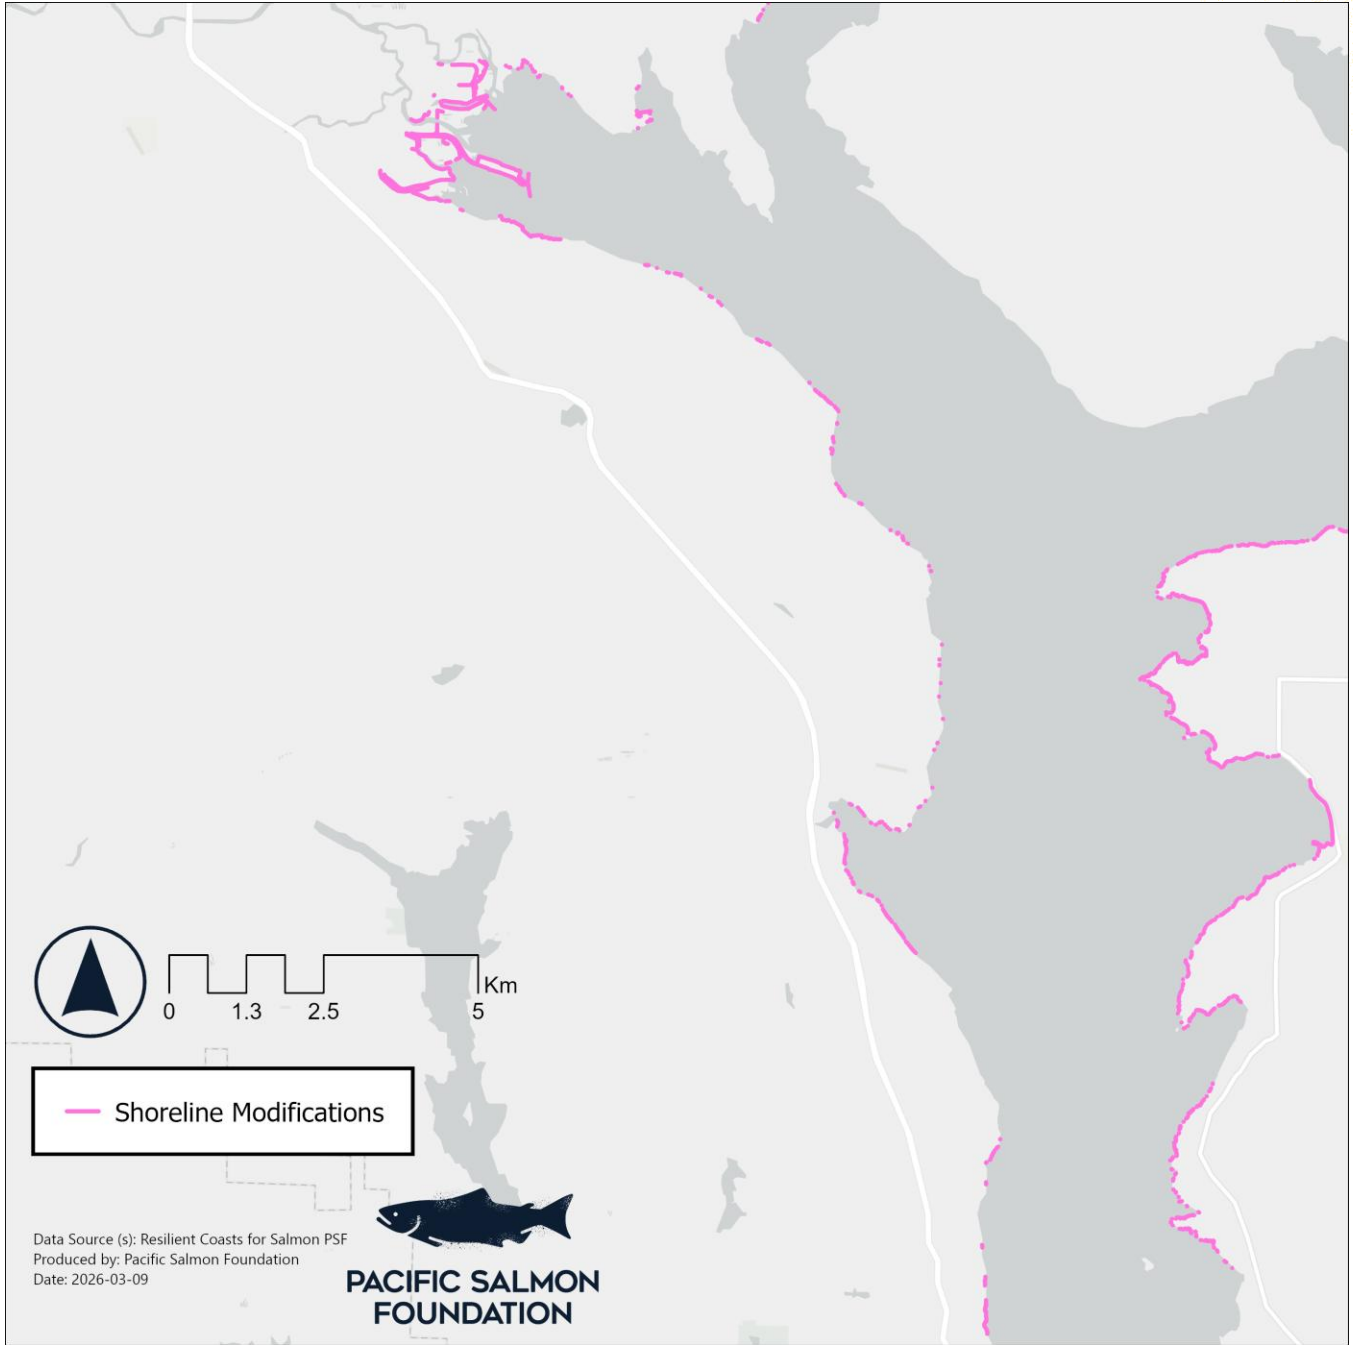 Km
0 1.3 2.5 5
Shoreline Modifications
Data Source (s): Resilient Coasts for Salmon PSF
Produced by: Pacific Salmon Foundation
Date: 2026-03-09
PACIFIC SALMON
FOUNDATION